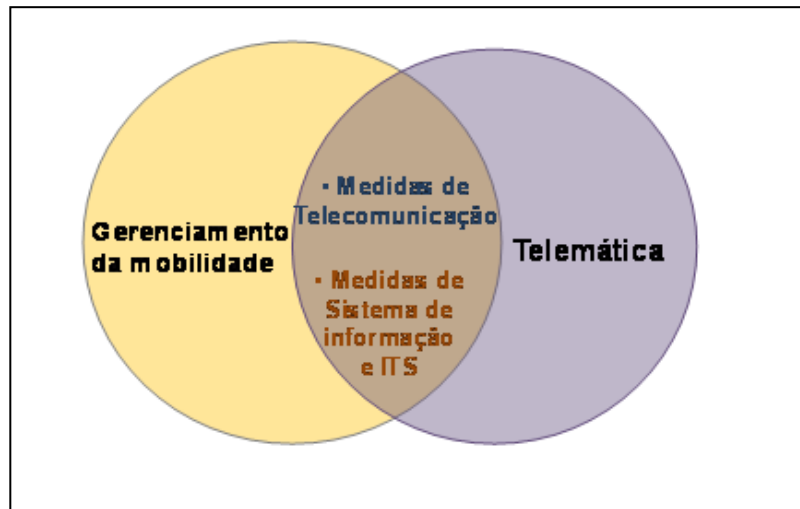 Gerenciamento
da mobilidade
• Medidas de
Telecomunicação
• Medidas de
Sistema de
informação
e ITS
Telemática